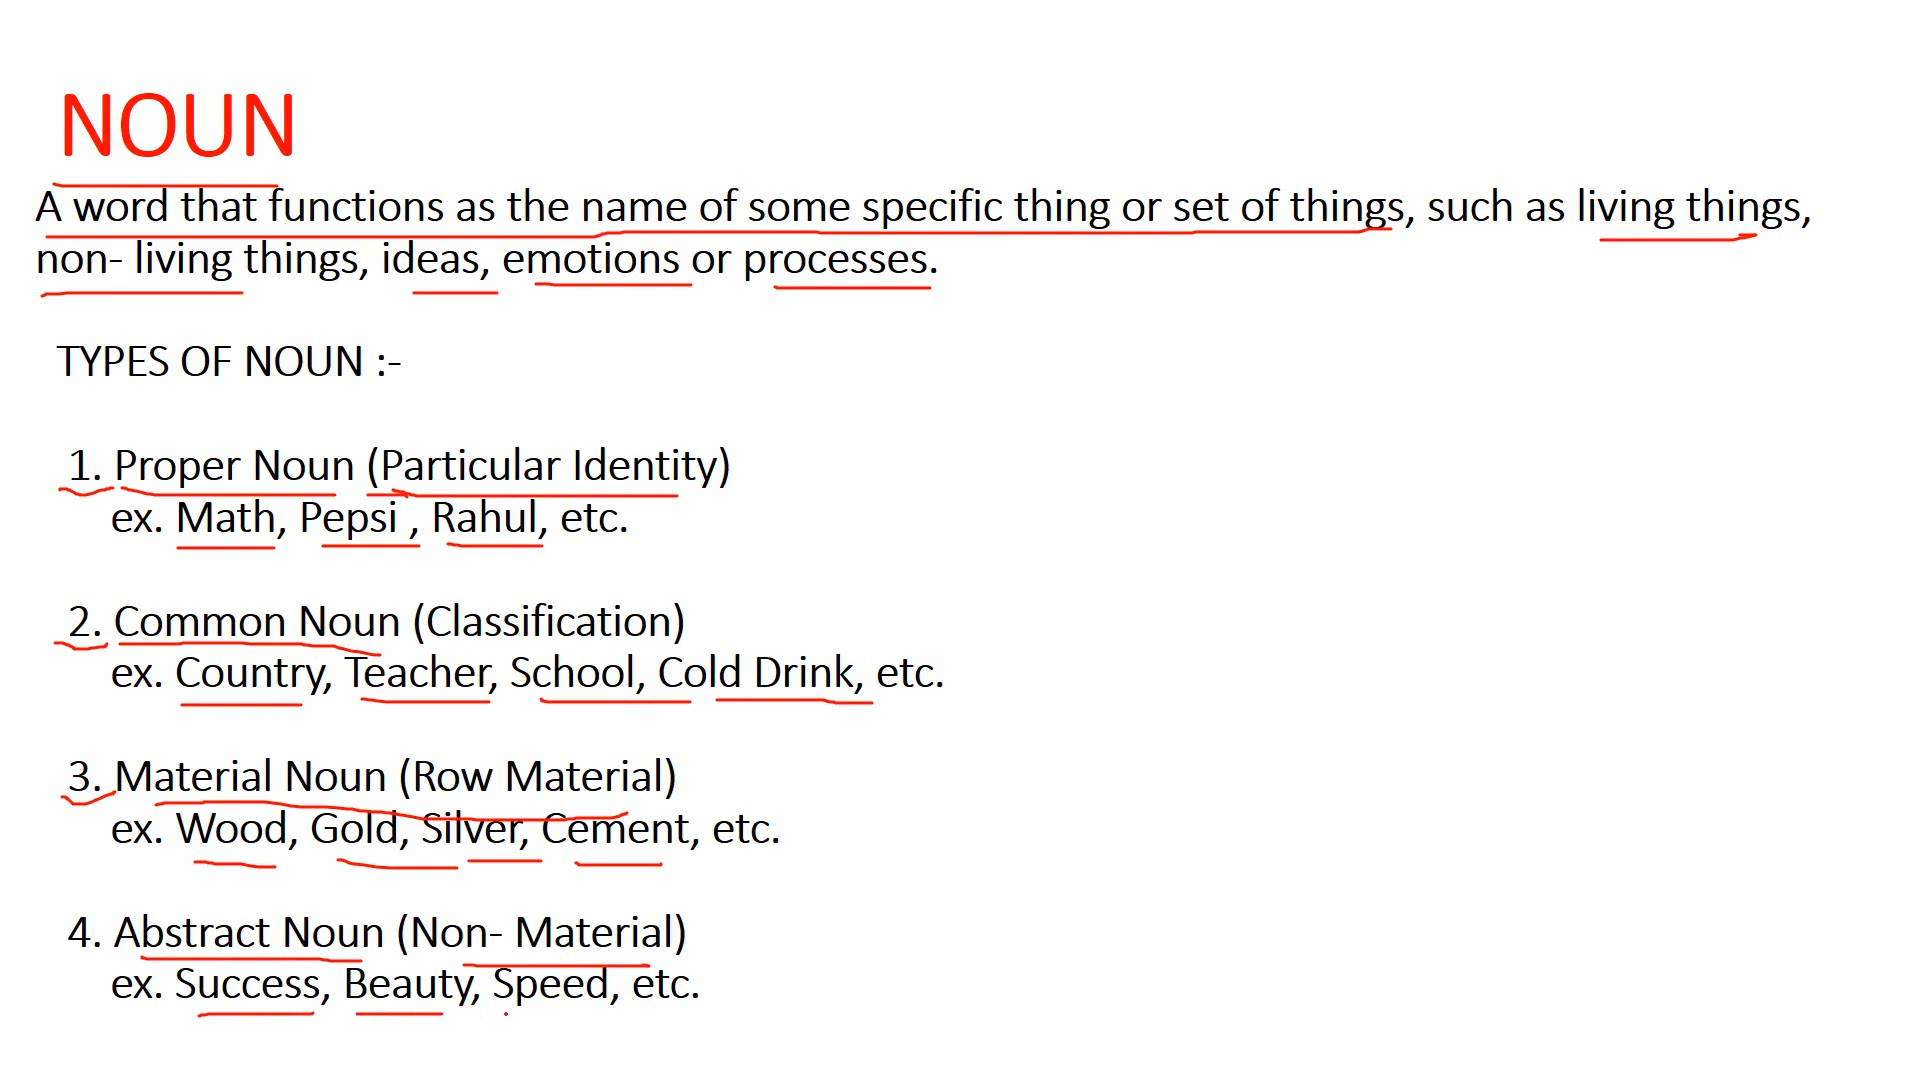 NOUN
A word that functions as the name of some specific thing or set of things, such as living things,
non- living things, ideas, emotions or processes.
TYPES OF NOUN :-
1. Proper Noun (Particular Identity)
ex. Math, Pepsi , Rahul, etc.
2. Common Noun (Classification)
ex. Country, Teacher, School, Cold Drink, etc.
3. Material Noun (Row Material)
ex. Wood, Gold, Silver, Cement, etc.
4. Abstract Noun (Non- Material)
ex. Success, Beauty, Speed, etc.